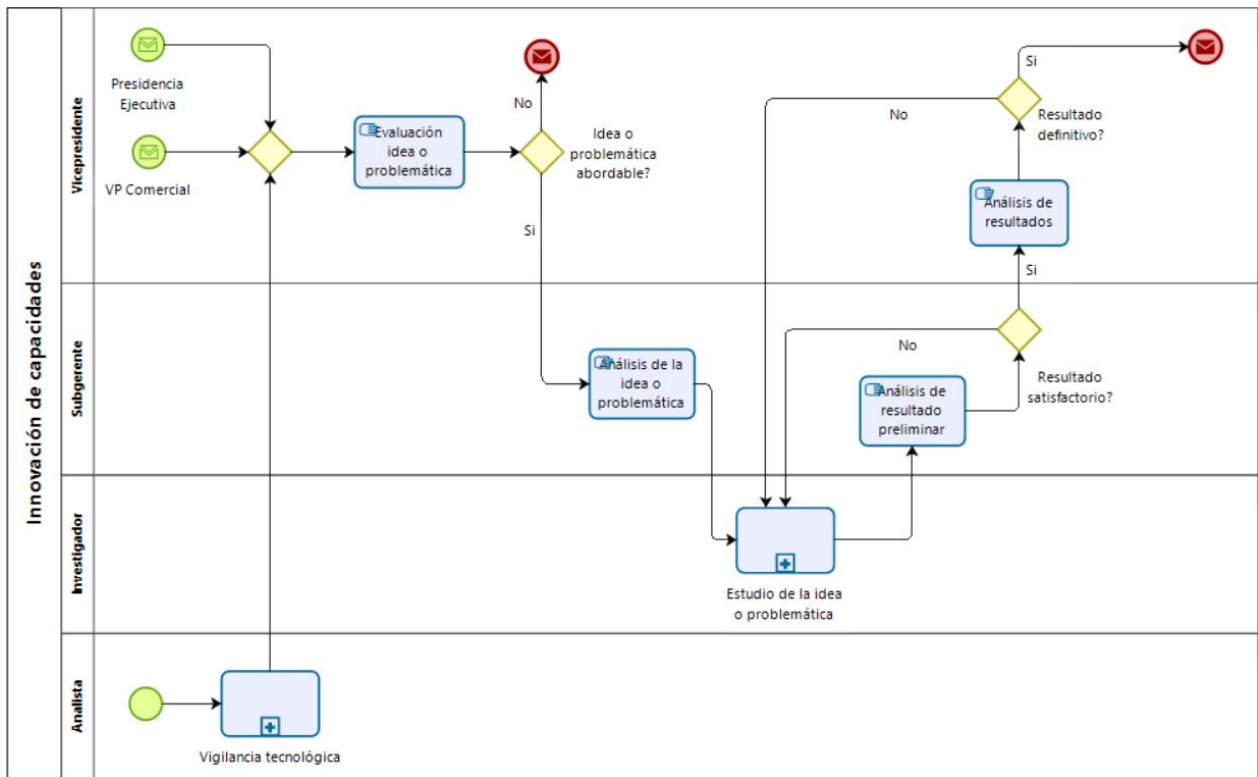 Innovación de capacidades
Vicepresidente
Presidencia
Ejecutiva
VP Comercial
Evaluación
idea o
problemática
No
Idea o
problemática
abordable?
Si
Si
No
Resultado
definitivo?
Análisis de
resultados
Si
Subgerente
Análisis de la
idea o
problemática
No
Análisis de
resultado
preliminar
Resultado
satisfactorio?
Investigador
Estudio de la idea
o problemática
Analista
Vigilancia tecnológica